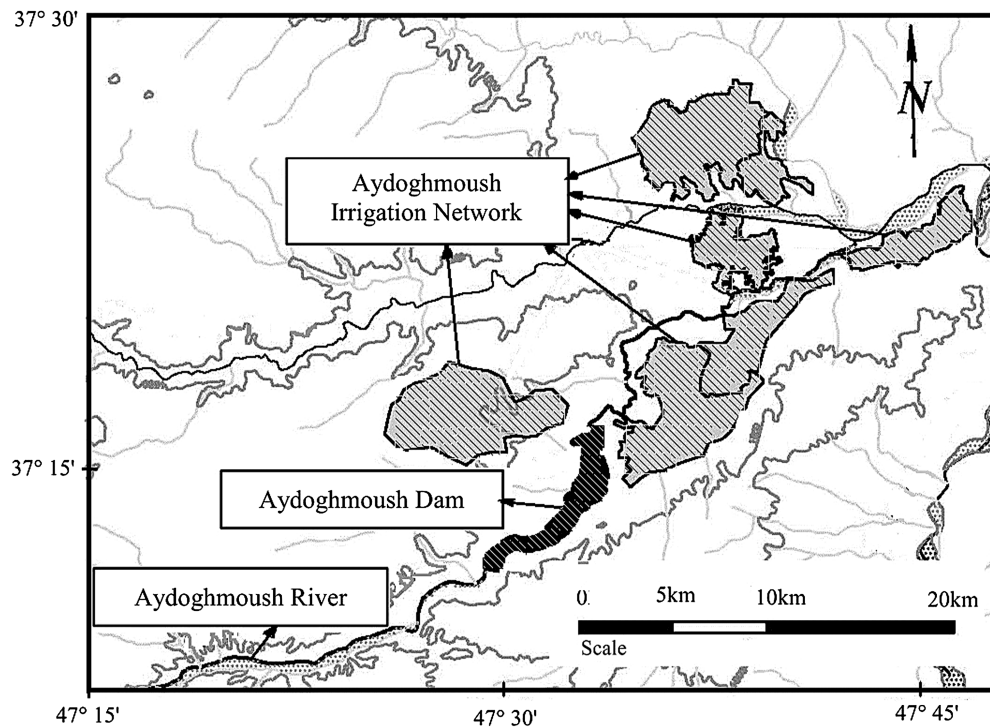 37° 30'
N
Aydoghmoush
Irrigation Network
37° 15'
Aydoghmoush Dam
Aydoghmoush River
0 5km 10km 20km
Scale
47° 15' 47° 30' 47° 45'